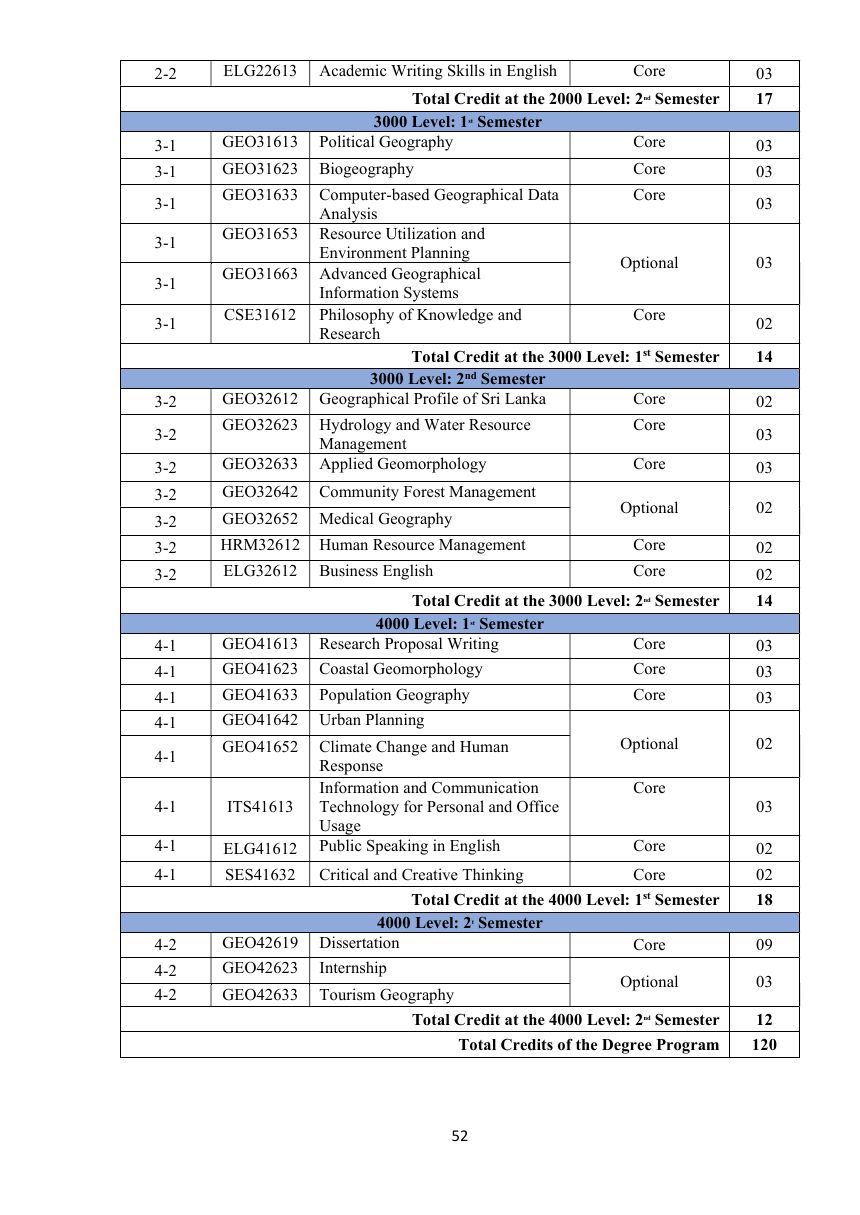 2-2 ELG22613 Academic Writing Skills in English Core 03
Total Credit at the 2000 Level: 2nd Semester 17
3000 Level: 1st Semester
3-1 GEO31613 Political Geography Core 03
3-1 GEO31623 Biogeography Core 03
3-1 GEO31633 Computer-based Geographical Data Core 03
Analysis
3-1 GEO31653 Resource Utilization and
Environment Planning
Optional 03
3-1 GEO31663 Advanced Geographical
Information Systems
3-1 CSE31612 Philosophy of Knowledge and Core 02
Research
Total Credit at the 3000 Level: 1st Semester 14
3000 Level: 2nd Semester
3-2 GEO32612 Geographical Profile of Sri Lanka Core 02
3-2 GEO32623 Hydrology and Water Resource Core 03
Management
3-2 GEO32633 Applied Geomorphology Core 03
3-2 GEO32642 Community Forest Management
Optional 02
3-2 GEO32652 Medical Geography
3-2 HRM32612 Human Resource Management Core 02
3-2 ELG32612 Business English Core 02
Total Credit at the 3000 Level: 2nd Semester 14
4000 Level: 1st Semester
4-1 GEO41613 Research Proposal Writing Core 03
4-1 GEO41623 Coastal Geomorphology Core 03
4-1 GEO41633 Population Geography Core 03
4-1 GEO41642 Urban Planning
Optional 02
4-1 GEO41652 Climate Change and Human
Response
Information and Communication Core
4-1 ITS41613 Technology for Personal and Office 03
Usage
4-1 ELG41612 Public Speaking in English Core 02
4-1 SES41632 Critical and Creative Thinking Core 02
Total Credit at the 4000 Level: 1st Semester 18
4000 Level: 2 Semester
4-2 GEO42619 Dissertation Core 09
4-2 GEO42623 Internship
Optional 03
4-2 GEO42633 Tourism Geography
Total Credit at the 4000 Level: 2nd Semester 12
Total Credits of the Degree Program 120
52